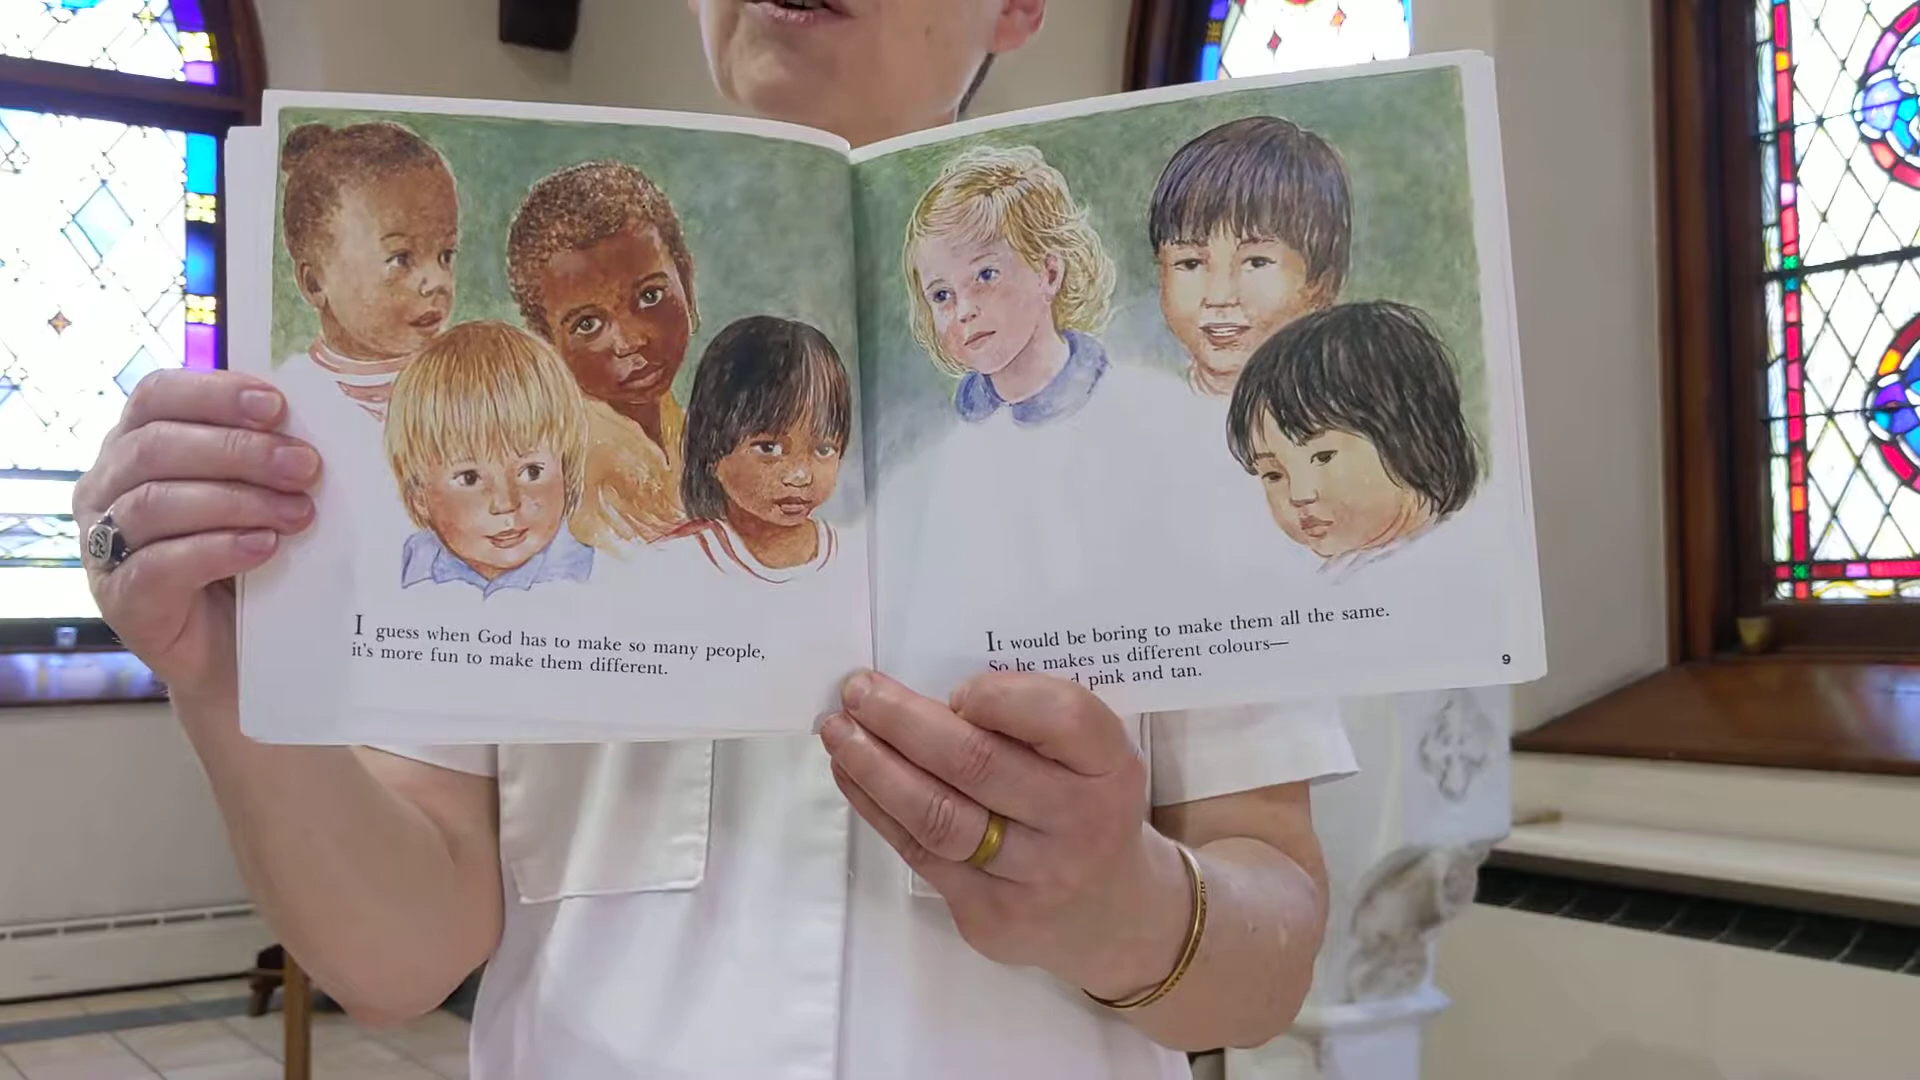 I guess when God has to make so many people,
it's more fun to make them different.
It would be boring to make them all the same.
So he makes us different colours—
pink and tan.
9